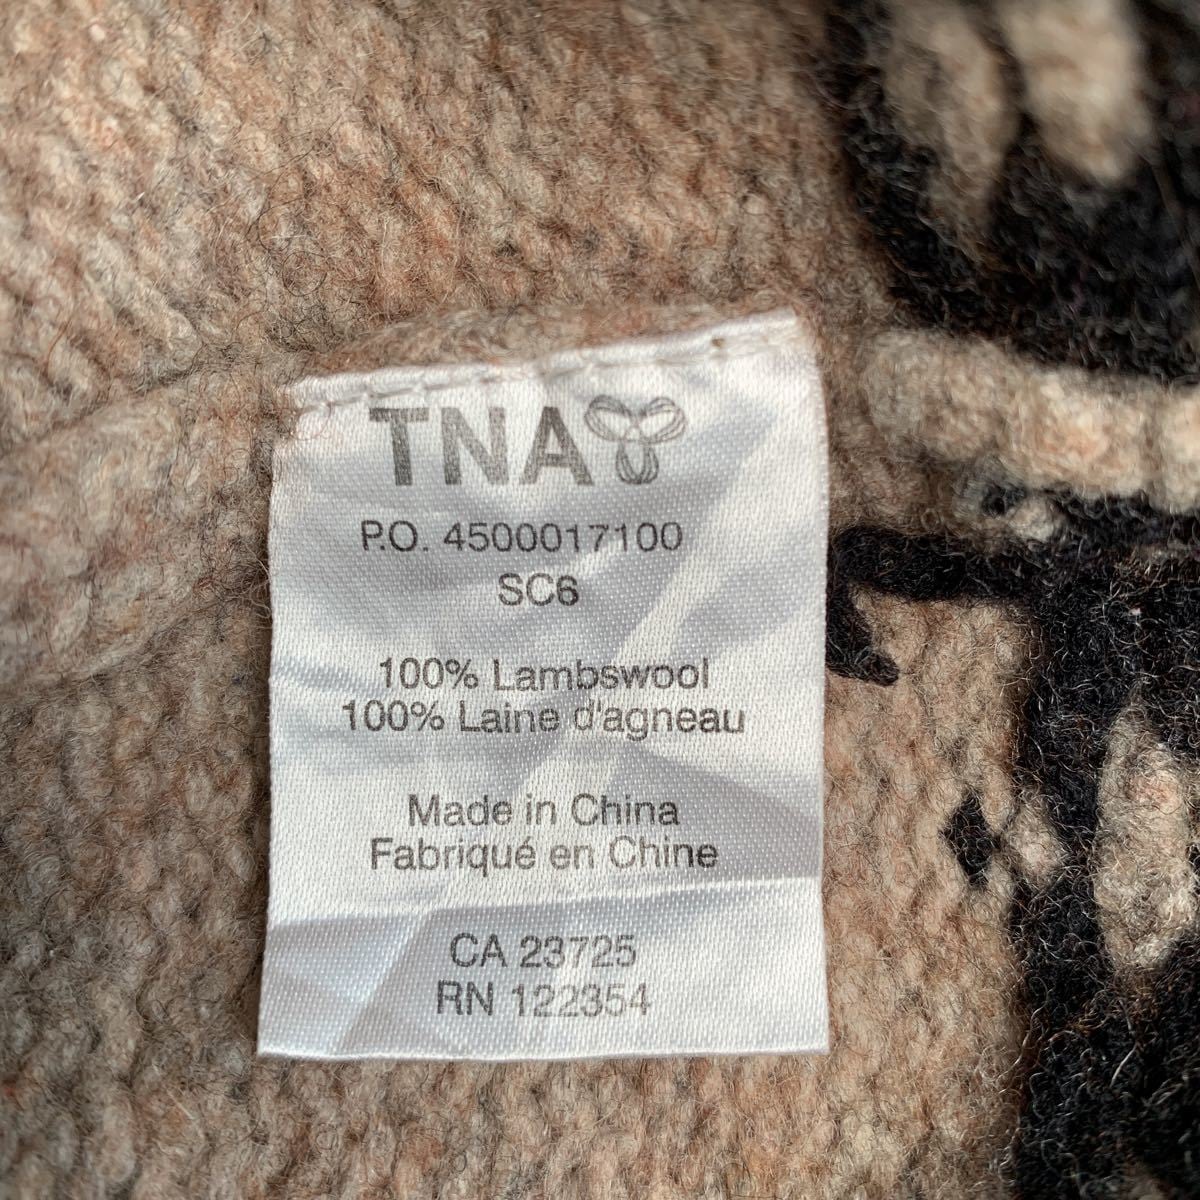 TNA
P.O. 4500017100
SC6
100% Lambswool
100% Laine d'agneau
Made in China
Fabriqué en Chine
CA 23725
RN 122354